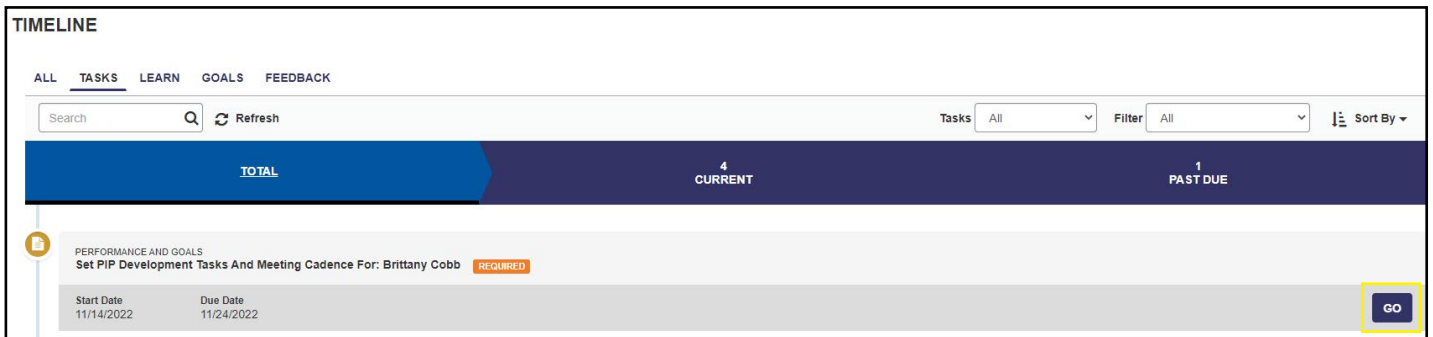 TIMELINE
ALL TASKS LEARN GOALS FEEDBACK
Search Refresh Tasks All Filter All Sort By
TOTAL
4
CURRENT
1
PAST DUE
PERFORMANCE AND GOALS
Set PIP Development Tasks And Meeting Cadence For: Brittany Cobb REQUIRED
Start Date Due Date
11/14/2022 11/24/2022
GO